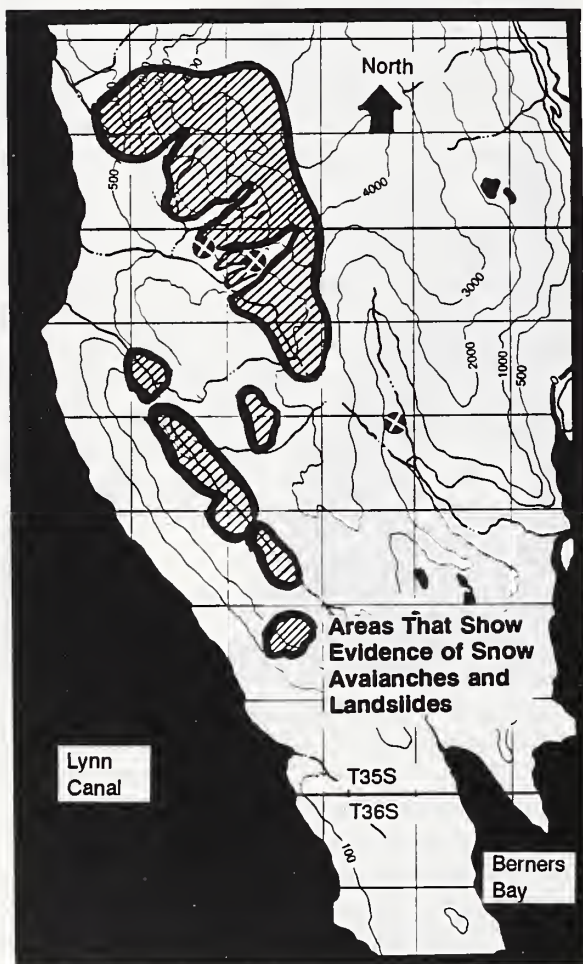 North
500
4000
3000
2000
1000
500
Areas That Show
Evidence of Snow
Avalanches and
Landslides
Lynn
Canal
T35S
T36S
100
Berners
Bay